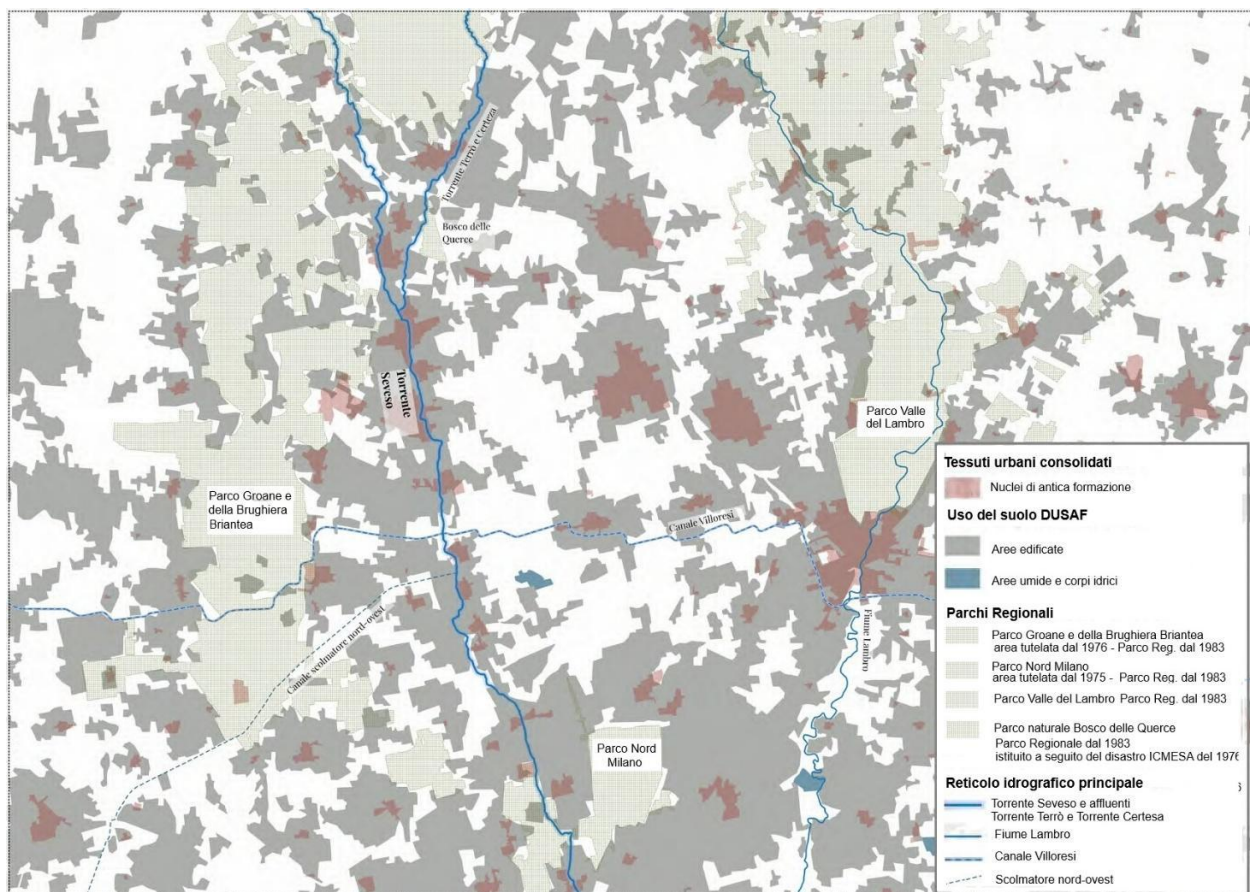 Torrente Terrò e Certeza
Bosco delle
Querce
Torrente
Seveso
Parco Valle
del Lambro
Parco Groane e
della Brughiera
Briantea
Canale Villoresi
Canale scolmatore nord-ovest
Fiume Lambro
Parco Nord
Milano
Tessuti urbani consolidati
Nuclei di antica formazione
Uso del suolo DUSAF
Aree edificate
Aree umide e corpi idrici
Parchi Regionali
Parco Groane e della Brughiera Briantea
area tutelata dal 1976 - Parco Reg. dal 1983
Parco Nord Milano
area tutelata dal 1975 - Parco Reg. dal 1983
Parco Valle del Lambro Parco Reg. dal 1983
Parco naturale Bosco delle Querce
Parco Regionale dal 1983
istituito a seguito del disastro ICMESA del 1976
Reticolo idrografico principale
Torrente Seveso e affluenti
Torrente Terrò e Torrente Certesa
Fiume Lambro
Canale Villoresi
Scolmatore nord-ovest